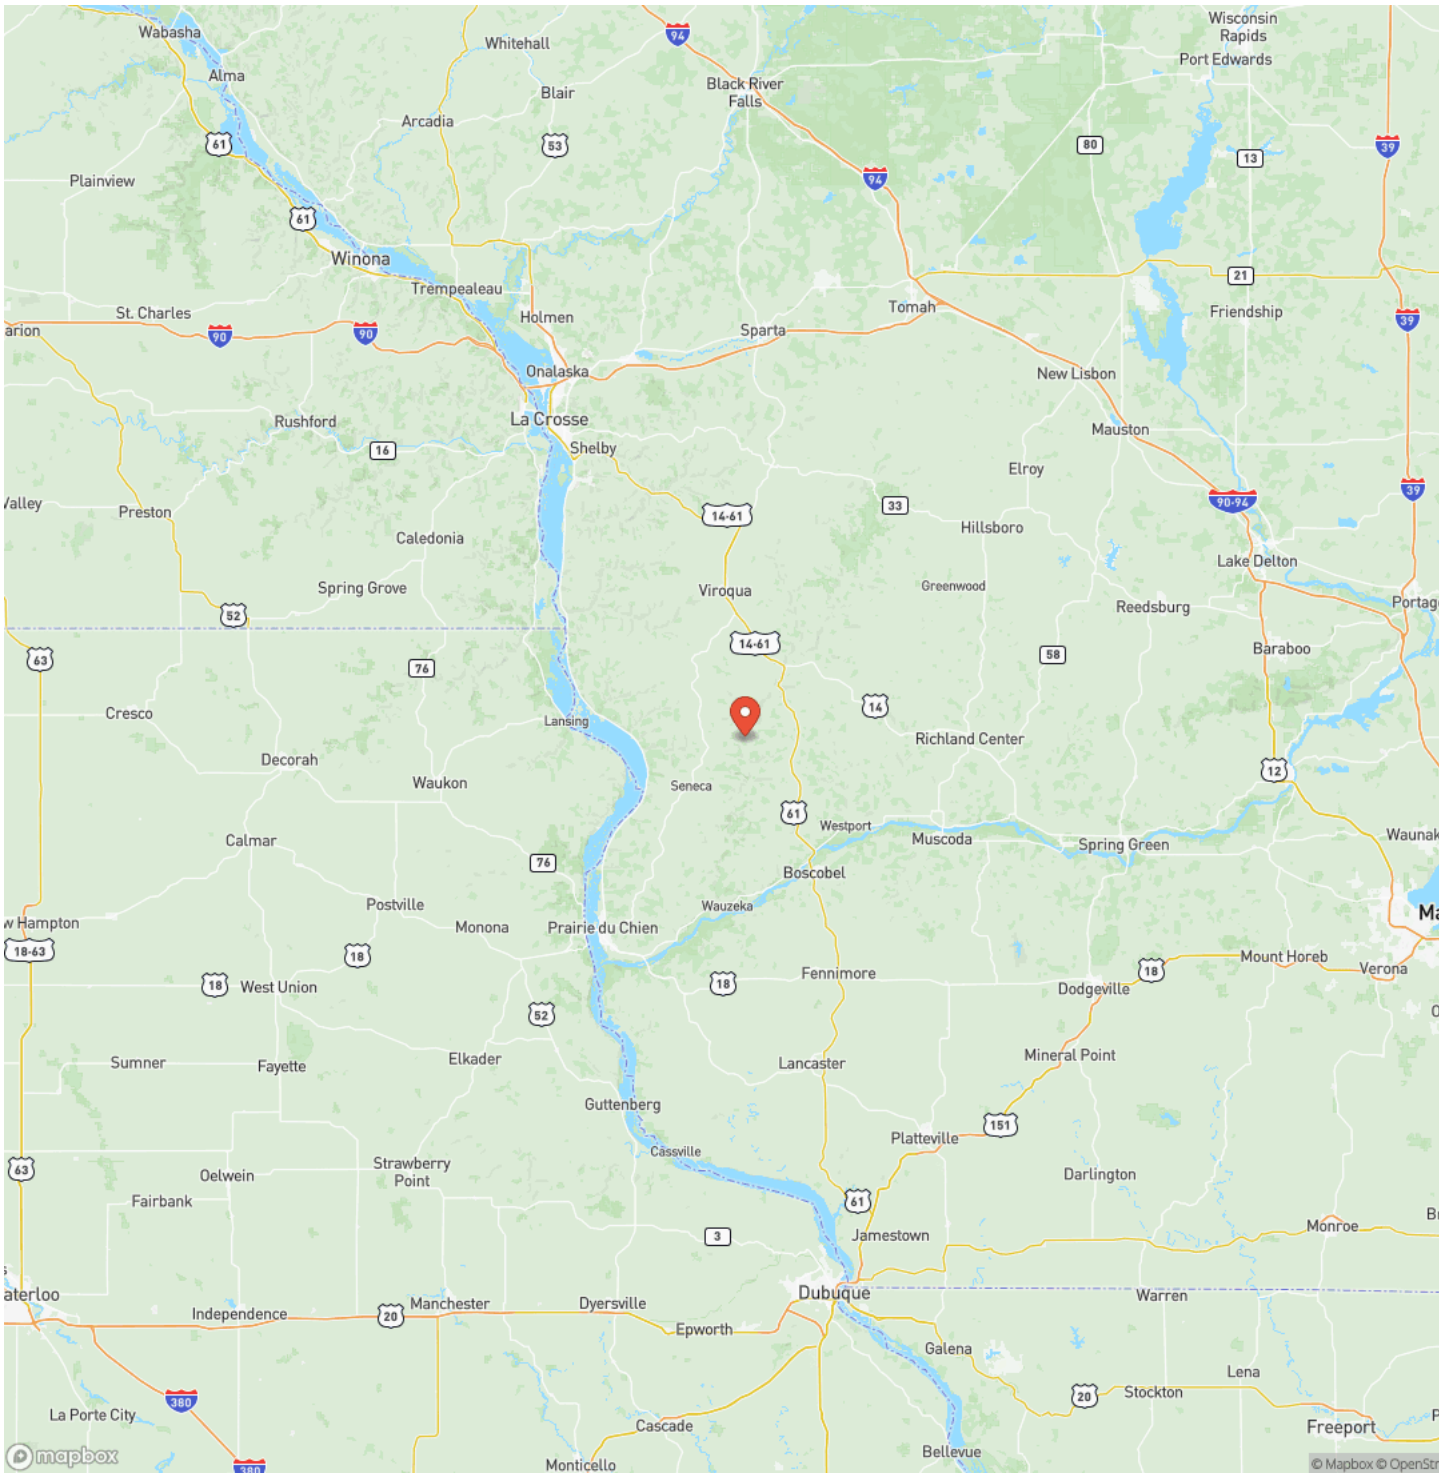 Wisconsin
Rapids
Wabasha
94
Whitehall
Port Edwards
Alma
Black River
Falls
Blair
Arcadia
61
53
80
13
39
94
Plainview
61
Winona
Trempealeau
21
St. Charles
Holmen
Tomah
Friendship
39
arion
90
90
Sparta
Onalaska
New Lisbon
La Crosse
Rushford
Mauston
16
Shelby
Elroy
39
Valley
Preston
14-61
33
90-94
Hillsboro
Caledonia
Lake Delton
Spring Grove
Viroqua
Greenwood
Reedsburg
Portag
52
63
14-61
58
Baraboo
76
Cresco
Lansing
14
Richland Center
Decorah
12
Waukon
Seneca
61
Westport
Calmar
Muscoda
Spring Green
Waunak
76
Boscobel
Postville
Wauzeka
Ma
w Hampton
Monona
Prairie du Chien
18-63
18
Mount Horeb
18
Verona
18
West Union
18
Fennimore
Dodgeville
52
Sumner
Fayette
Elkader
Lancaster
Mineral Point
Guttenberg
151
Platteville
63
Cassville
Oelwein
Strawberry
Point
Darlington
Fairbank
61
Br
3
Jamestown
Monroe
s
aterloo
Dubuque
Warren
Independence
20
Manchester
Dyersville
Epworth
Galena
Lena
380
20
Stockton
La Porte City
Cascade
Freeport
Bellevue
Monticello
mapbox
380
© Mapbox © OpenStr